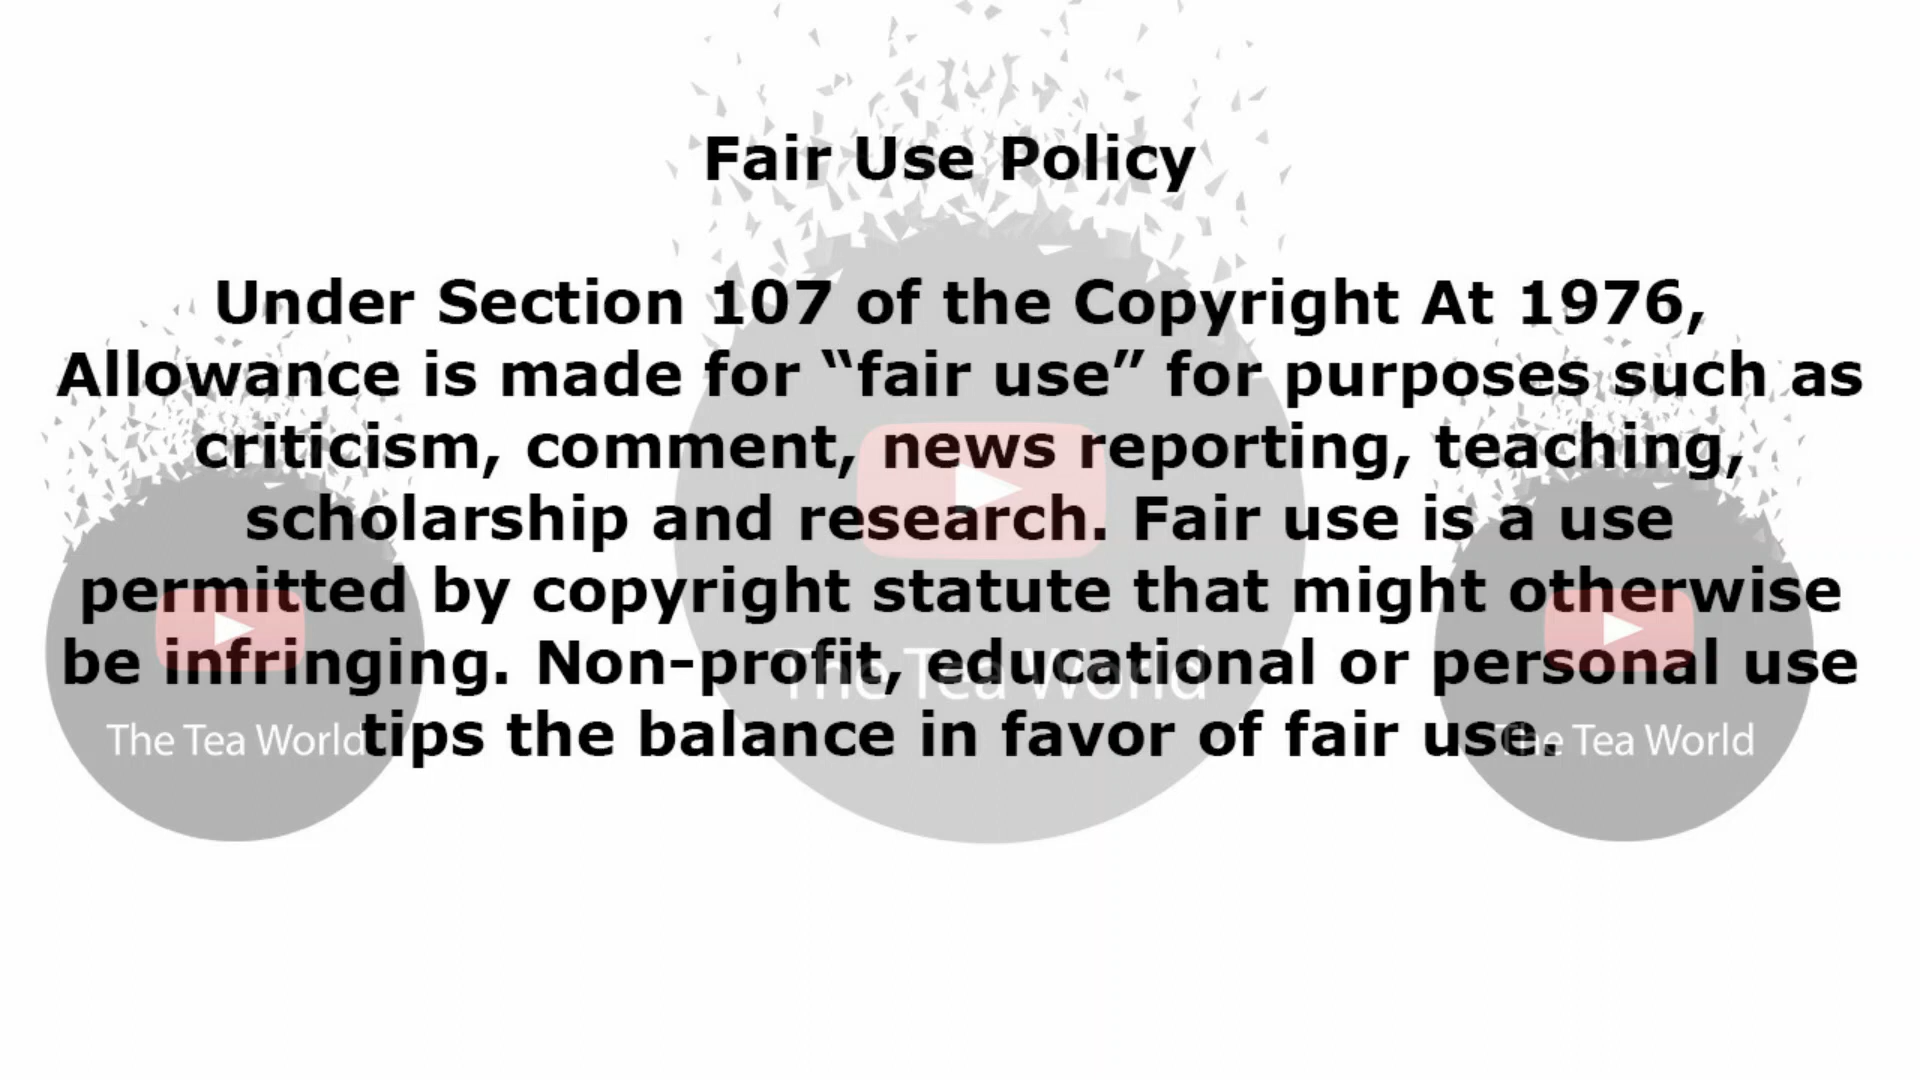 Fair Use Policy
Under Section 107 of the Copyright At 1976,
Allowance is made for “fair use” for purposes such as
criticism, comment, news reporting, teaching,
scholarship and research. Fair use is a use
permitted by copyright statute that might otherwise
be infringing. Non-profit, educational or personal use
tips the balance in favor of fair use.
The Tea World
The Tea World
The Tea World